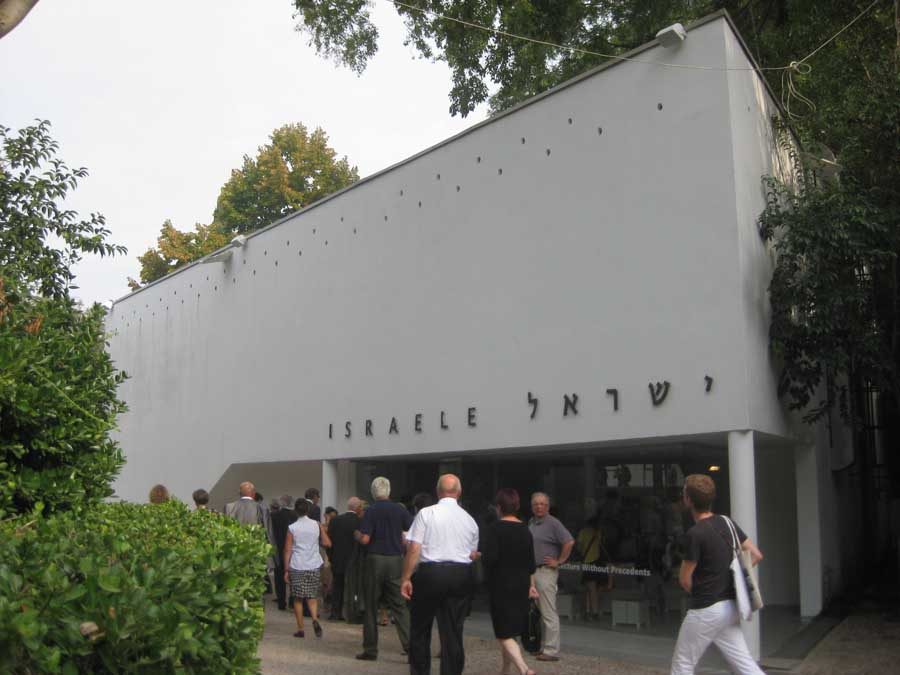 ISRAELE ישראל
Without Precedents